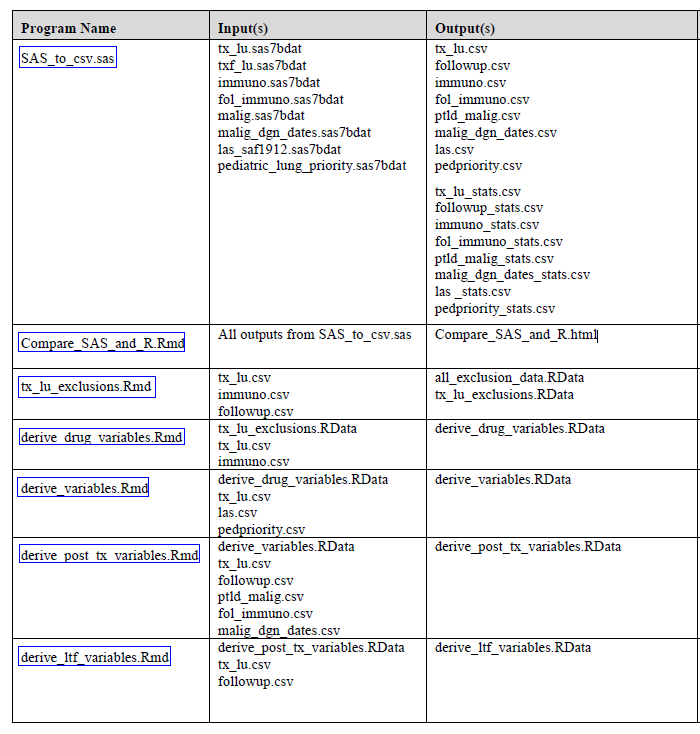 Program Name
Input(s)
Output(s)
SAS_to_csv.sas
tx_lu.sas7bdat
txf_lu.sas7bdat
immuno.sas7bdat
fol_immuno.sas7bdat
malig.sas7bdat
malig_dgn_dates.sas7bdat
las_saf1912.sas7bdat
pediatric_lung_priority.sas7bdat
tx_lu.csv
followup.csv
immuno.csv
fol_immuno.csv
ptld_malig.csv
malig_dgn_dates.csv
las.csv
pedpriority.csv
tx_lu_stats.csv
followup_stats.csv
immuno_stats.csv
fol_immuno_stats.csv
ptld_malig_stats.csv
malig_dgn_dates_stats.csv
las _stats.csv
pedpriority_stats.csv
Compare_SAS_and_R.Rmd
All outputs from SAS_to_csv.sas
Compare_SAS_and_R.html
tx_lu_exclusions.Rmd
tx_lu.csv
immuno.csv
followup.csv
all_exclusion_data.RData
tx_lu_exclusions.RData
derive_drug_variables.Rmd
tx_lu_exclusions.RData
tx_lu.csv
immuno.csv
derive_drug_variables.RData
derive_variables.Rmd
derive_drug_variables.RData
tx_lu.csv
las.csv
pedpriority.csv
derive_variables.RData
derive_post_tx_variables.Rmd
derive_variables.RData
tx_lu.csv
followup.csv
ptld_malig.csv
fol_immuno.csv
malig_dgn_dates.csv
derive_post_tx_variables.RData
derive_ltf_variables.Rmd
derive_post_tx_variables.RData
tx_lu.csv
followup.csv
derive_ltf_variables.RData